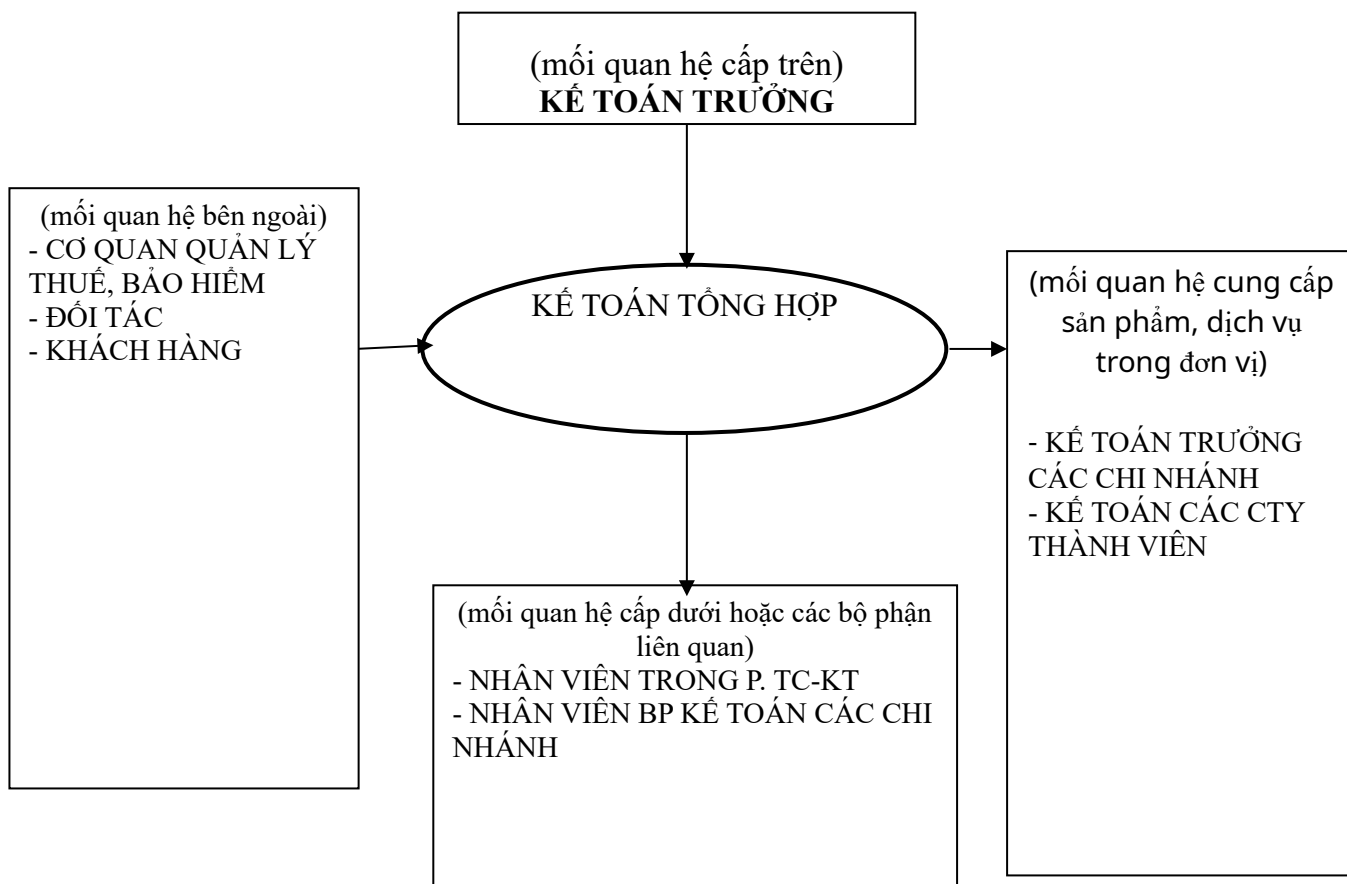 (mối quan hệ cấp trên)
KẾ TOÁN TRƯỞNG
(mối quan hệ bên ngoài)
- CƠ QUAN QUẢN LÝ
THUẾ, BẢO HIỂM
- ĐỐI TÁC
- KHÁCH HÀNG
KẾ TOÁN TỔNG HỢP
(mối quan hệ cung cấp
sản phẩm, dịch vụ
trong đơn vị)
- KẾ TOÁN TRƯỞNG
CÁC CHI NHÁNH
- KẾ TOÁN CÁC CTY
THÀNH VIÊN
(mối quan hệ cấp dưới hoặc các bộ phận
liên quan)
- NHÂN VIÊN TRONG P. TC-KT
- NHÂN VIÊN BP KẾ TOÁN CÁC CHI
NHÁNH